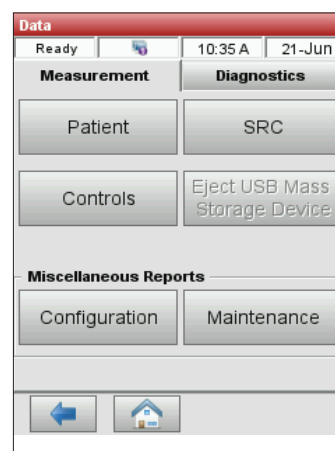 Data
Ready 10:35 A 21-Jun
Measurement Diagnostics
Patient SRC
Controls Eject USB Mass
Storage Device
Miscellaneous Reports
Configuration Maintenance